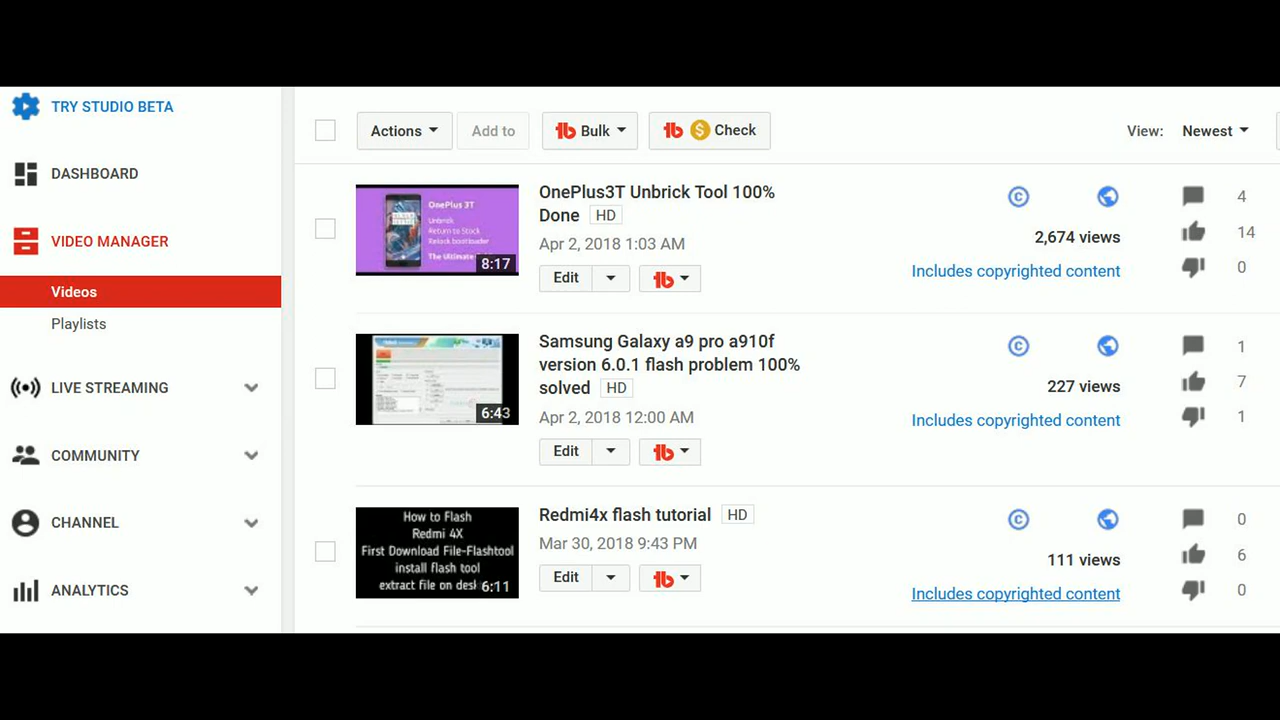 TRY STUDIO BETA
DASHBOARD
VIDEO MANAGER
Videos
Playlists
LIVE STREAMING
COMMUNITY
CHANNEL
ANALYTICS
Actions
Add to
Bulk
$ Check
View:
Newest
OnePlus 3T
Unbrick
Return to Stock
Relock bootloader
The Ultimate
8:17
OnePlus3T Unbrick Tool 100%
Done HD
Apr 2, 2018 1:03 AM
Edit
©
2,674 views
Includes copyrighted content
4
14
0
6:43
Samsung Galaxy a9 pro a910f
version 6.0.1 flash problem 100%
solved HD
Apr 2, 2018 12:00 AM
Edit
©
227 views
Includes copyrighted content
1
7
1
How to Flash
Redmi 4X
First Download File-Flashtool
install flash tool
extract file on desk
6:11
Redmi4x flash tutorial HD
Mar 30, 2018 9:43 PM
Edit
©
111 views
Includes copyrighted content
0
6
0